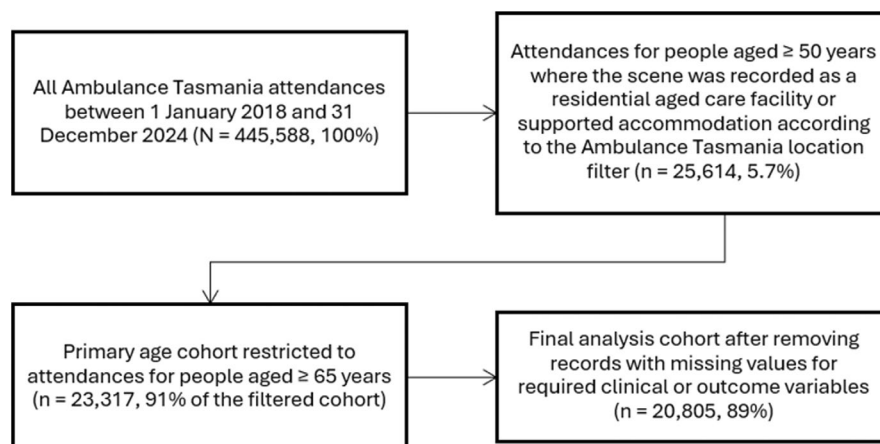 All Ambulance Tasmania attendances
between 1 January 2018 and 31
December 2024 (N = 445,588, 100%)
Attendances for people aged ≥ 50 years
where the scene was recorded as a
residential aged care facility or
supported accommodation according
to the Ambulance Tasmania location
filter (n = 25,614, 5.7%)
Primary age cohort restricted to
attendances for people aged ≥ 65 years
(n = 23,317, 91% of the filtered cohort)
Final analysis cohort after removing
records with missing values for
required clinical or outcome variables
(n = 20,805, 89%)